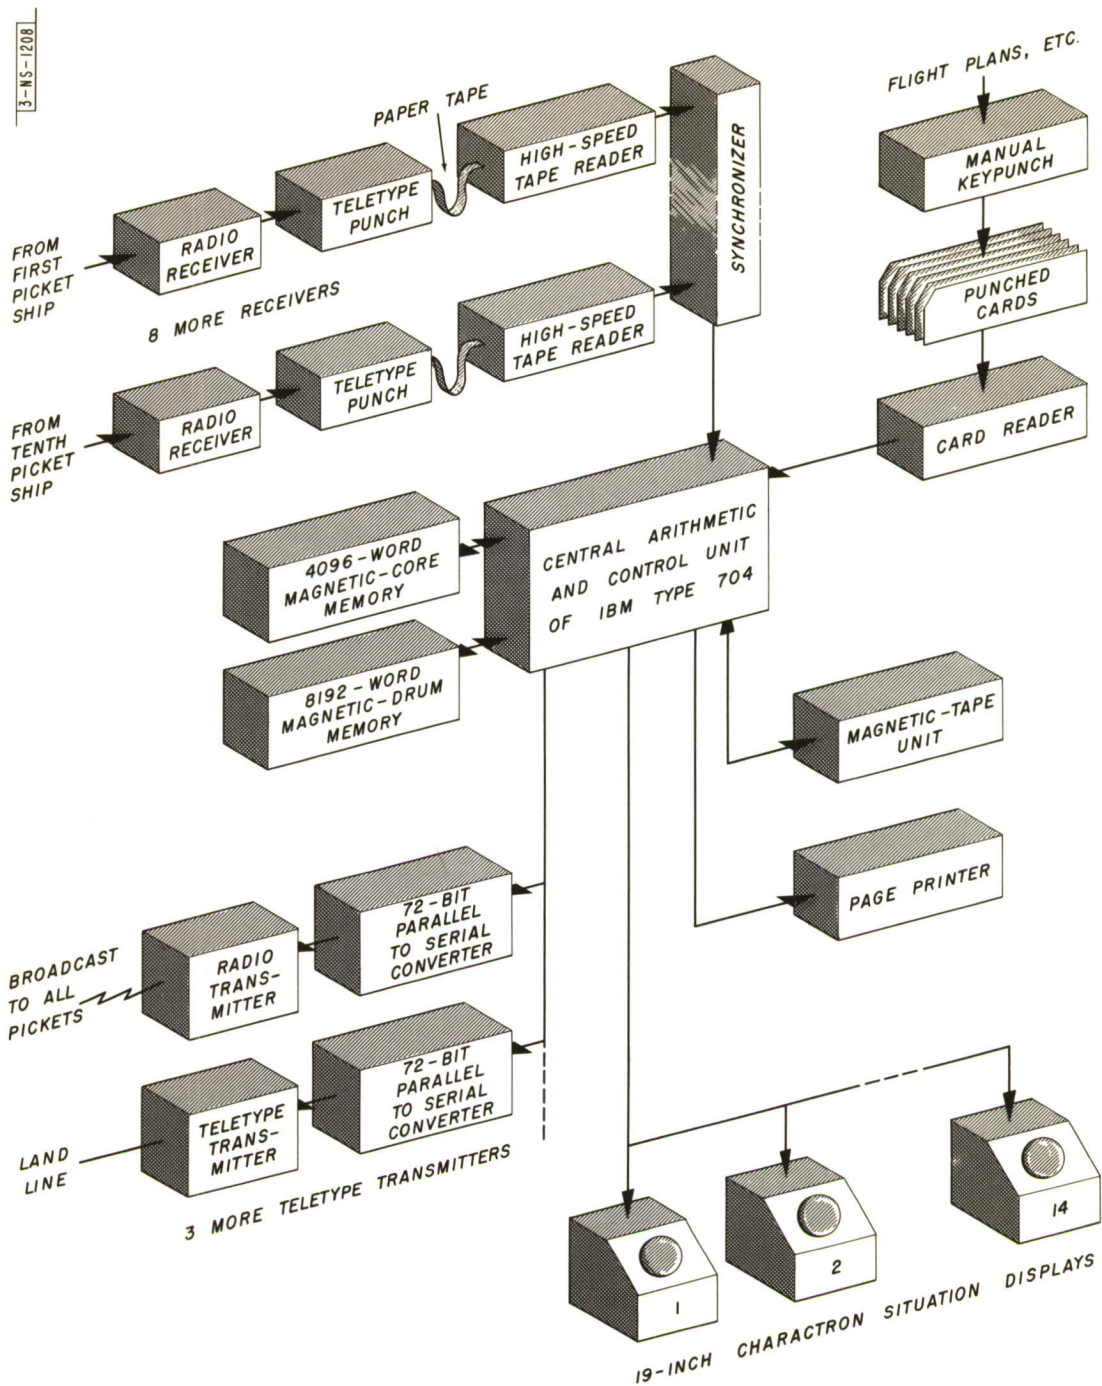 3-NS-1208
PAPER TAPE
HIGH-SPEED
TAPE READER
TELETYPE
PUNCH
RADIO
RECEIVER
FROM
FIRST
PICKET
SHIP
8 MORE RECEIVERS
HIGH-SPEED
TAPE READER
TELETYPE
PUNCH
RADIO
RECEIVER
FROM
TENTH
PICKET
SHIP
SYNCHRONIZER
FLIGHT PLANS, ETC.
MANUAL
KEYPUNCH
PUNCHED
CARDS
CARD READER
CENTRAL ARITHMETIC
AND CONTROL UNIT
OF IBM TYPE 704
4096-WORD
MAGNETIC-CORE
MEMORY
8192-WORD
MAGNETIC-DRUM
MEMORY
MAGNETIC-TAPE
UNIT
PAGE PRINTER
72-BIT
PARALLEL
TO SERIAL
CONVERTER
RADIO
TRANS-
MITTER
BROADCAST
TO ALL
PICKETS
72-BIT
PARALLEL
TO SERIAL
CONVERTER
TELETYPE
TRANS-
MITTER
LAND
LINE
3 MORE TELETYPE TRANSMITTERS
1
2
14
19-INCH CHARACTRON SITUATION DISPLAYS